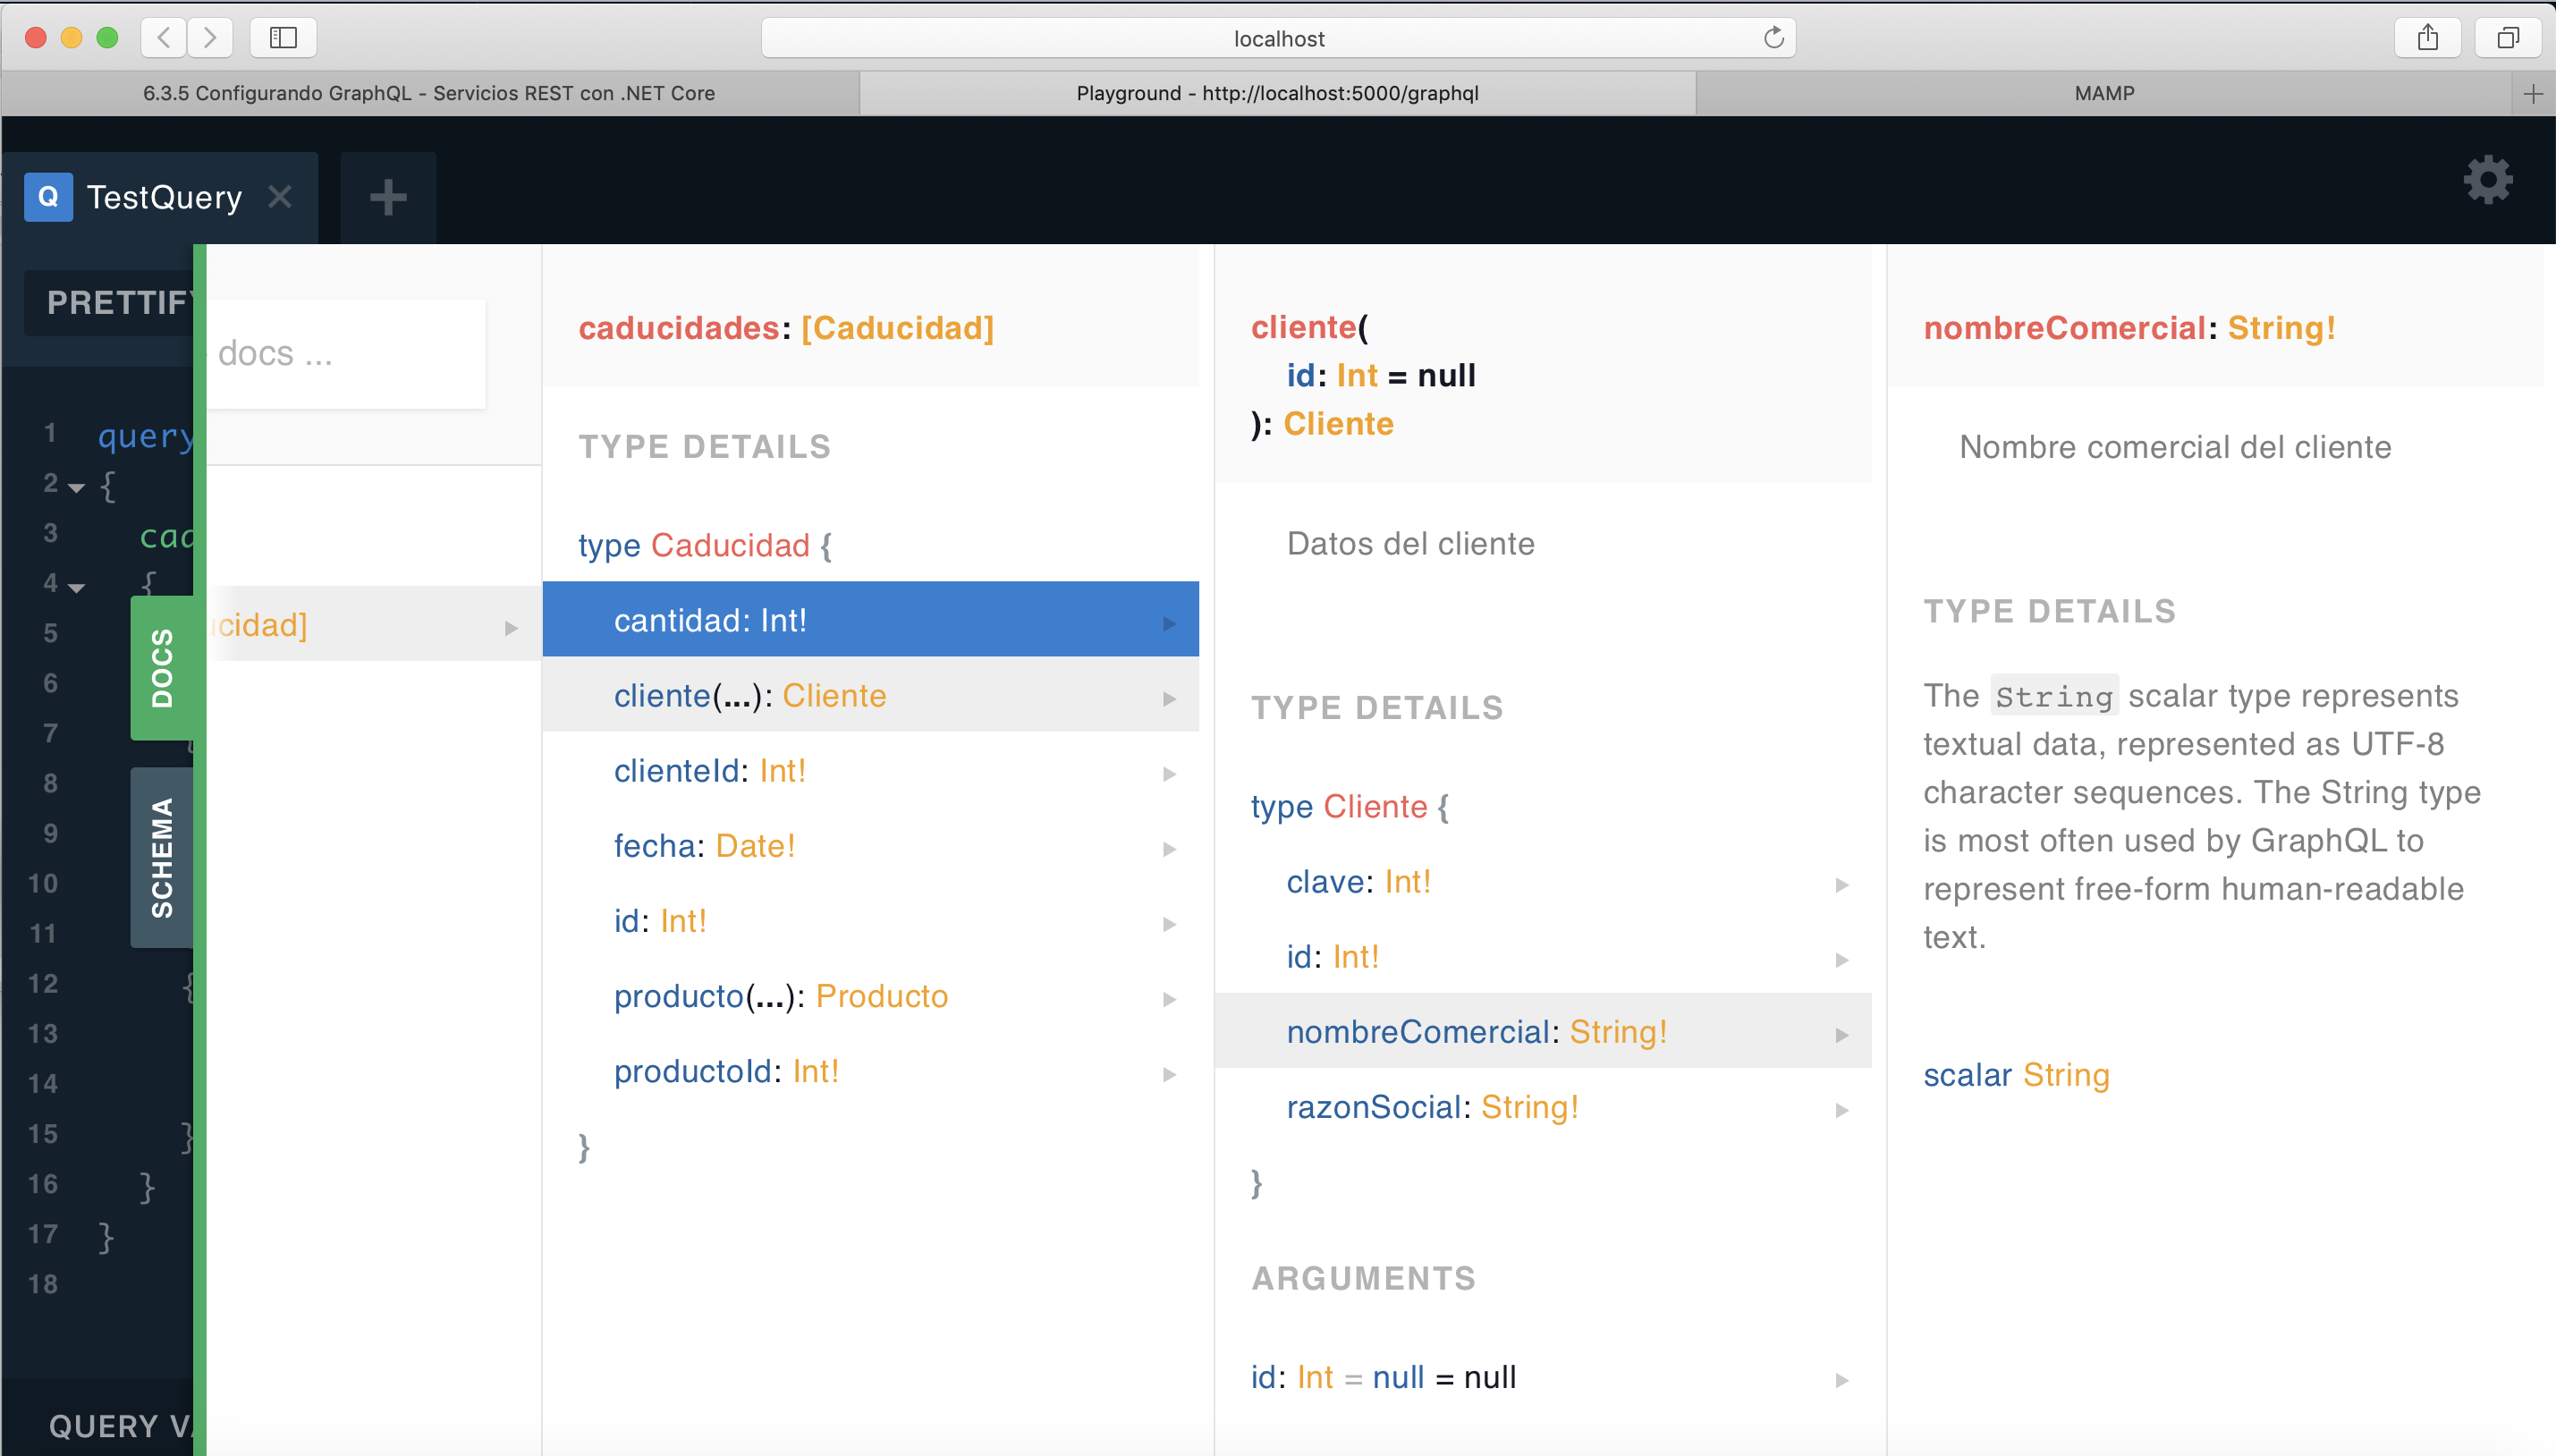 localhost
6.3.5 Configurando GraphQL - Servicios REST con .NET Core
Playground - http://localhost:5000/graphql
MAMP
Q TestQuery
PRETTIFY
docs ...
1 query
2 {
3 cad
4 {
5
6
7 {
8
9
10
11
12 {
13
14
15 }
16 }
17 }
18
DOCS
SCHEMA
QUERY VA
cidad]
caducidades: [Caducidad]
TYPE DETAILS
type Caducidad {
cantidad: Int!
cliente(...): Cliente
clienteId: Int!
fecha: Date!
id: Int!
producto(...): Producto
productoId: Int!
}
cliente(
id: Int = null
): Cliente
Datos del cliente
TYPE DETAILS
type Cliente {
clave: Int!
id: Int!
nombreComercial: String!
razonSocial: String!
}
ARGUMENTS
id: Int = null = null
nombreComercial: String!
Nombre comercial del cliente
TYPE DETAILS
The String scalar type represents
textual data, represented as UTF-8
character sequences. The String type
is most often used by GraphQL to
represent free-form human-readable
text.
scalar String